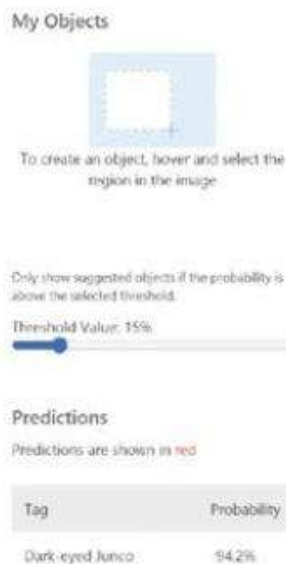 My Objects
To create an object, hover and select the
region in the image
Only show suggested objects if the probability is
above the selected threshold.
Threshold Value: 15%
Predictions
Predictions are shown in red
Tag Probability
Dark-eyed Junco 94.2%